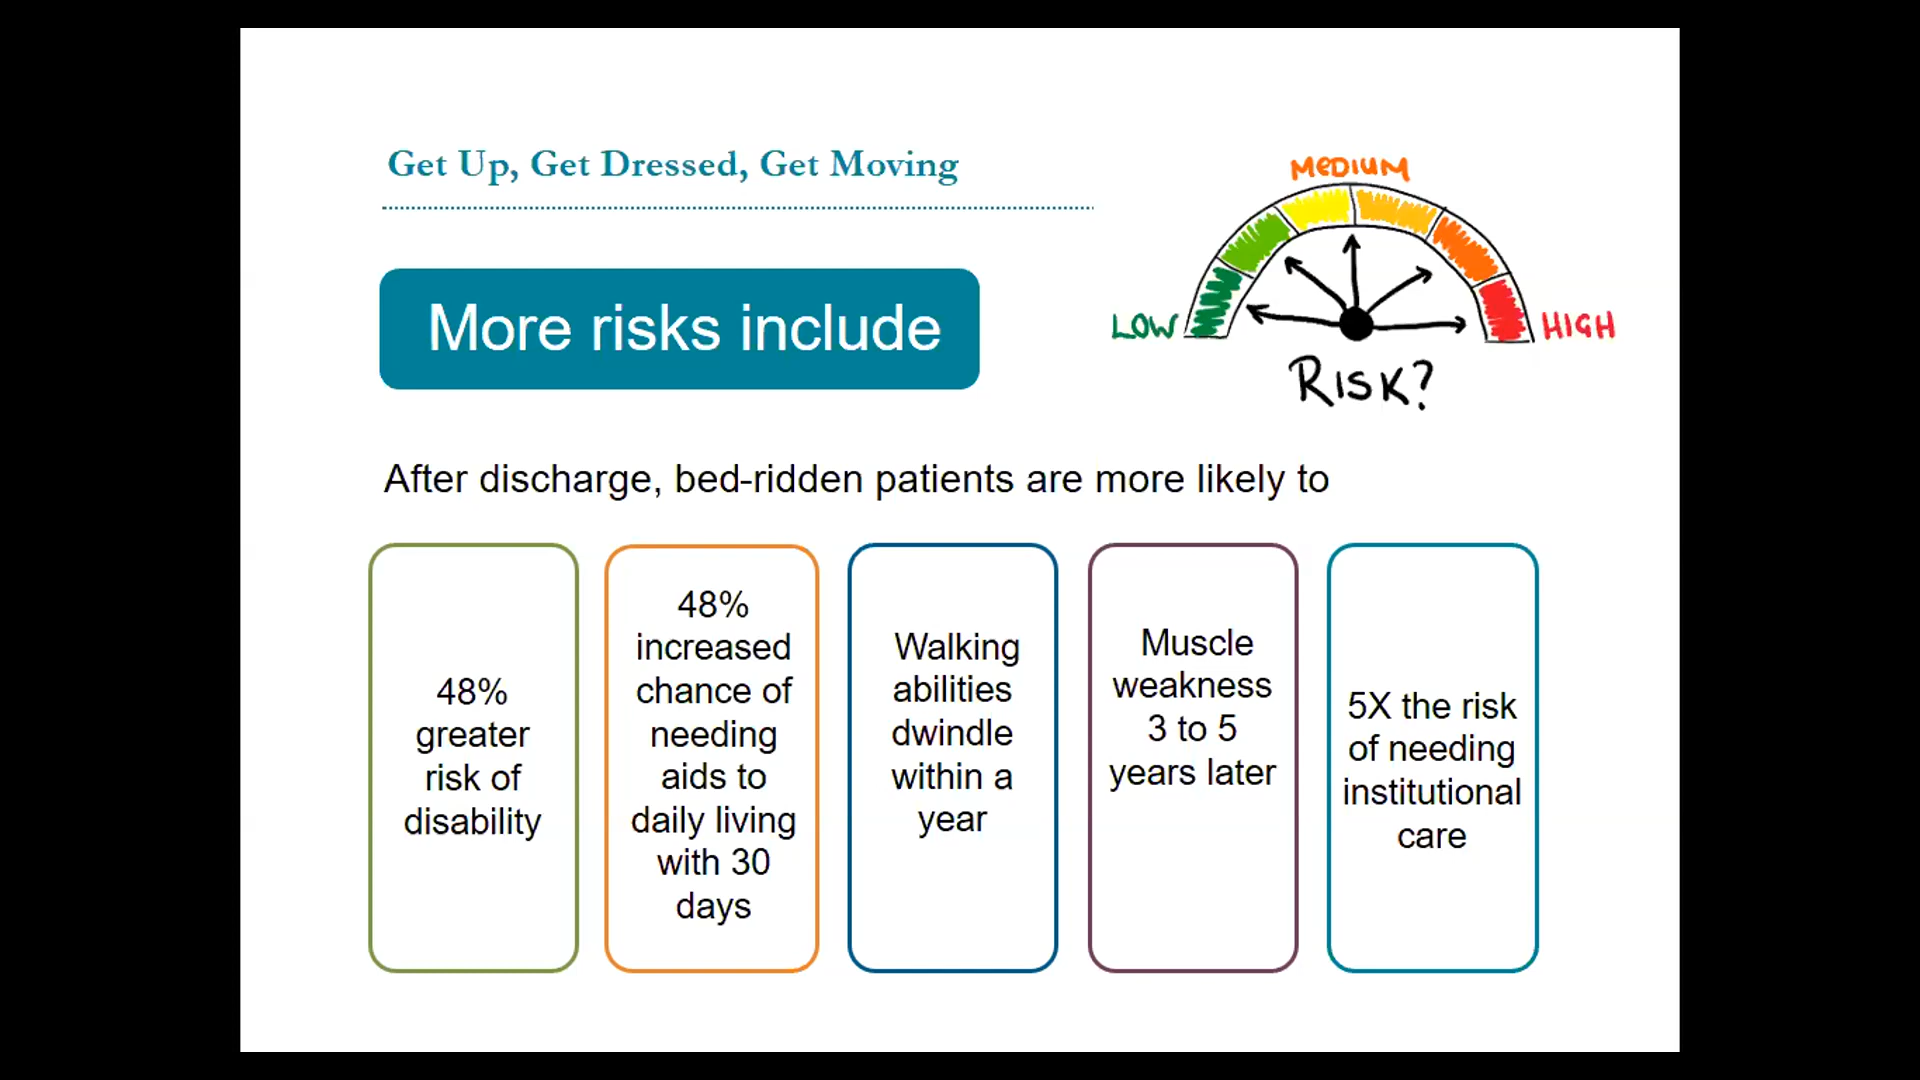 Get Up, Get Dressed, Get Moving
MEDIUM
LOW
HIGH
RISK?
More risks include
After discharge, bed-ridden patients are more likely to
48%
greater
risk of
disability
48%
increased
chance of
needing
aids to
daily living
with 30
days
Walking
abilities
dwindle
within a
year
Muscle
weakness
3 to 5
years later
5X the risk
of needing
institutional
care